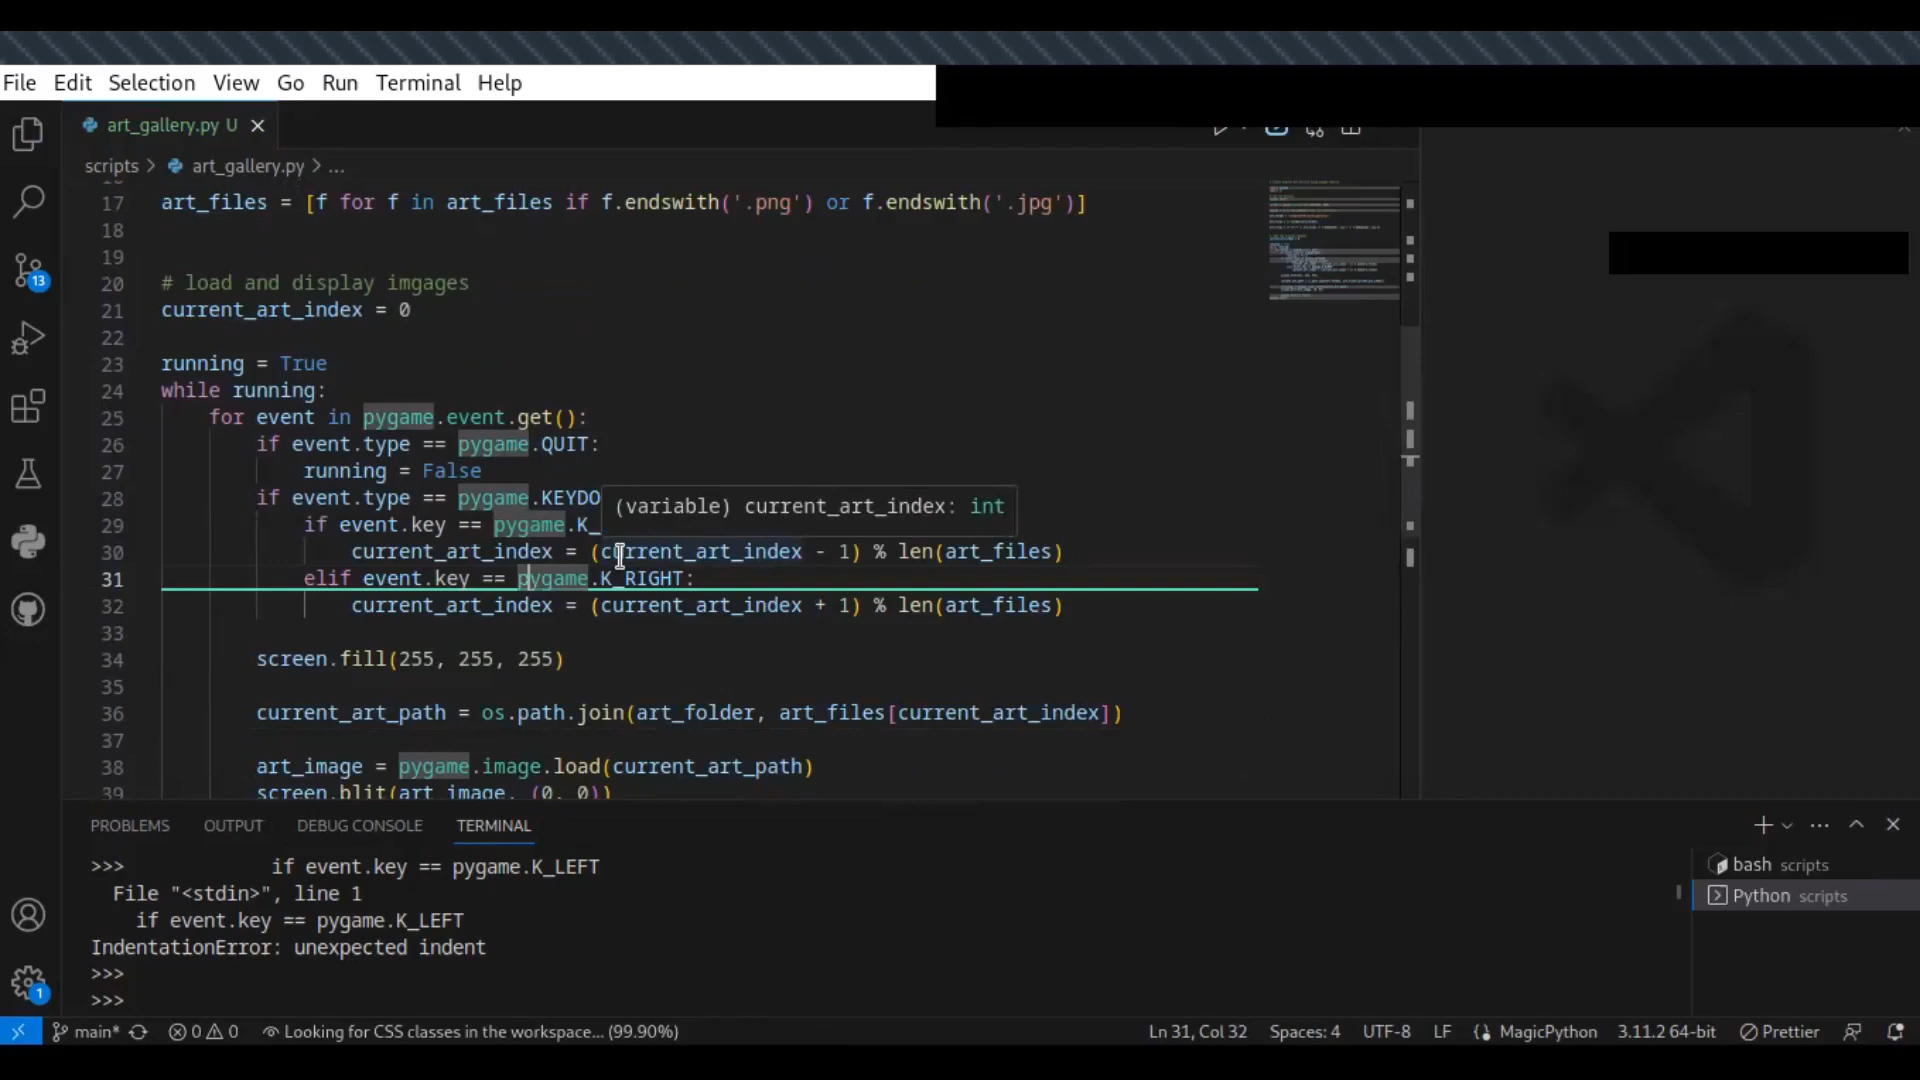 File Edit Selection View Go Run Terminal Help
art_gallery.py U
scripts > art_gallery.py > ...
17 art_files = [f for f in art_files if f.endswith('.png') or f.endswith('.jpg')]
18
19
20 # load and display imgages
21 current_art_index = 0
22
23 running = True
24 while running:
25 for event in pygame.event.get():
26 if event.type == pygame.QUIT:
27 running = False
28 if event.type == pygame.KEYDO
(variable) current_art_index: int
29 if event.key == pygame.K_
30 current_art_index = (current_art_index - 1) % len(art_files)
31 elif event.key == pygame.K_RIGHT:
32 current_art_index = (current_art_index + 1) % len(art_files)
33
34 screen.fill(255, 255, 255)
35
36 current_art_path = os.path.join(art_folder, art_files[current_art_index])
37
38 art_image = pygame.image.load(current_art_path)
39 screen.blit(art_image, (0, 0))
PROBLEMS OUTPUT DEBUG CONSOLE TERMINAL
>>> if event.key == pygame.K_LEFT
File "<stdin>", line 1
if event.key == pygame.K_LEFT
IndentationError: unexpected indent
>>>
>>>
bash scripts
Python scripts
13
1
main* 0 0 Looking for CSS classes in the workspace... (99.90%) Ln 31, Col 32 Spaces: 4 UTF-8 LF MagicPython 3.11.2 64-bit Prettier